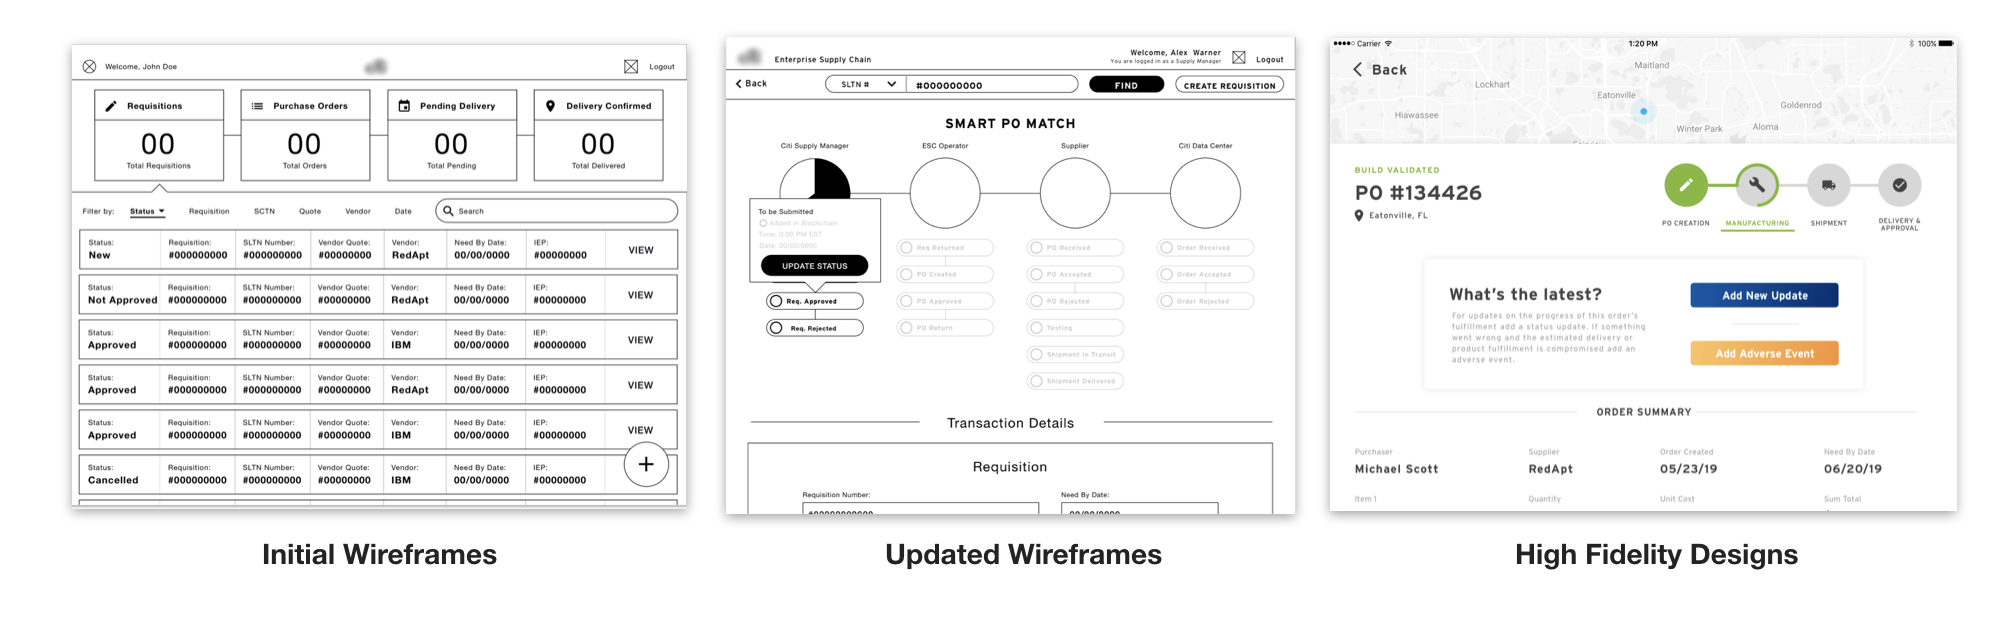 Welcome, John Doe
Logout
Requisitions
00
Total Requisitions
Purchase Orders
00
Total Orders
Pending Delivery
00
Total Pending
Delivery Confirmed
00
Total Delivered
Filter by: Status Requisition SCTN Quote Vendor Date Search
Status: Requisition: SLTN Number: Vendor Quote: Vendor: Need By Date: IEP:
New #000000000 #000000000 #000000000 RedApt 00/00/0000 #0000000 VIEW
Status: Requisition: SLTN Number: Vendor Quote: Vendor: Need By Date: IEP:
Not Approved #000000000 #000000000 #000000000 RedApt 00/00/0000 #0000000 VIEW
Status: Requisition: SLTN Number: Vendor Quote: Vendor: Need By Date: IEP:
Approved #000000000 #000000000 #000000000 IBM 00/00/0000 #0000000 VIEW
Status: Requisition: SLTN Number: Vendor Quote: Vendor: Need By Date: IEP:
Approved #000000000 #000000000 #000000000 RedApt 00/00/0000 #0000000 VIEW
Status: Requisition: SLTN Number: Vendor Quote: Vendor: Need By Date: IEP:
Approved #000000000 #000000000 #000000000 IBM 00/00/0000 #0000000 VIEW
Status: Requisition: SLTN Number: Vendor Quote: Vendor: Need By Date: IEP:
Cancelled #000000000 #000000000 #000000000 IBM 00/00/0000 #0000000
+
Initial Wireframes
Enterprise Supply Chain
Welcome, Alex Warner
You are logged in as a Supply Manager
Logout
Back
SLTN # #000000000 FIND CREATE REQUISITION
SMART PO MATCH
Citi Supply Manager
ESC Operator
Supplier
Citi Data Center
To be Submitted
Added in Blockchain
Time: 0:00 PM EST
Date: 00/00/0000
UPDATE STATUS
Req. Approved
Req. Rejected
Req Returned
PO Created
PO Approved
PO Return
PO Received
PO Accepted
PO Rejected
Testing
Shipment In Transit
Shipment Delivered
Order Received
Order Accepted
Order Rejected
Transaction Details
Requisition
Requisition Number:
Need By Date:
Updated Wireframes
Carrier
1:20 PM
100%
Back
Maitland
Lockhart
Eatonville
Goldenrod
Hiawassee
Winter Park
Aloma
BUILD VALIDATED
PO #134426
Eatonville, FL
PO CREATION
MANUFACTURING
SHIPMENT
DELIVERY &
APPROVAL
What's the latest?
For updates on the progress of this order's
fulfillment add a status update. If something
went wrong and the estimated delivery or
product fulfillment is compromised add an
adverse event.
Add New Update
Add Adverse Event
ORDER SUMMARY
Purchaser
Michael Scott
Supplier
RedApt
Order Created
05/23/19
Need By Date
06/20/19
Item 1
Quantity
Unit Cost
Sum Total
High Fidelity Designs